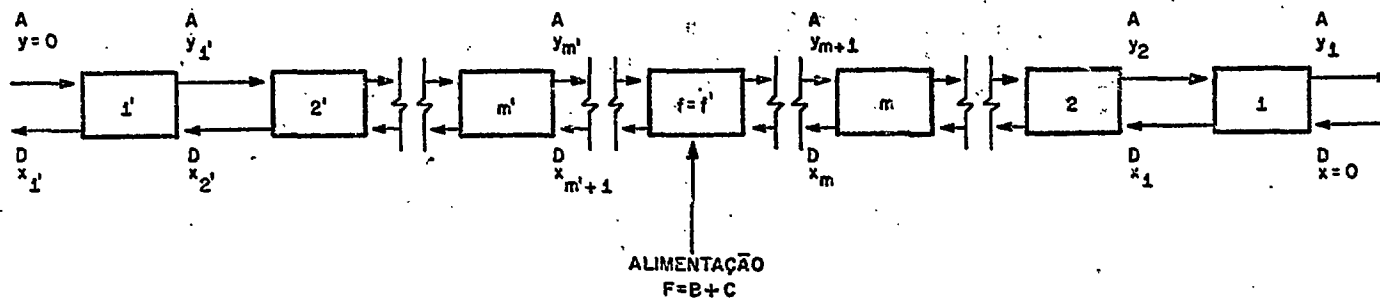 A A A A A
y=0 y1' ym' ym+1 y2 y1
1' 2' m' f=f' m 2 1
D D D D D D
x1' x2' xm'+1 xm x1 x=0
ALIMENTAÇÃO
F=B+C